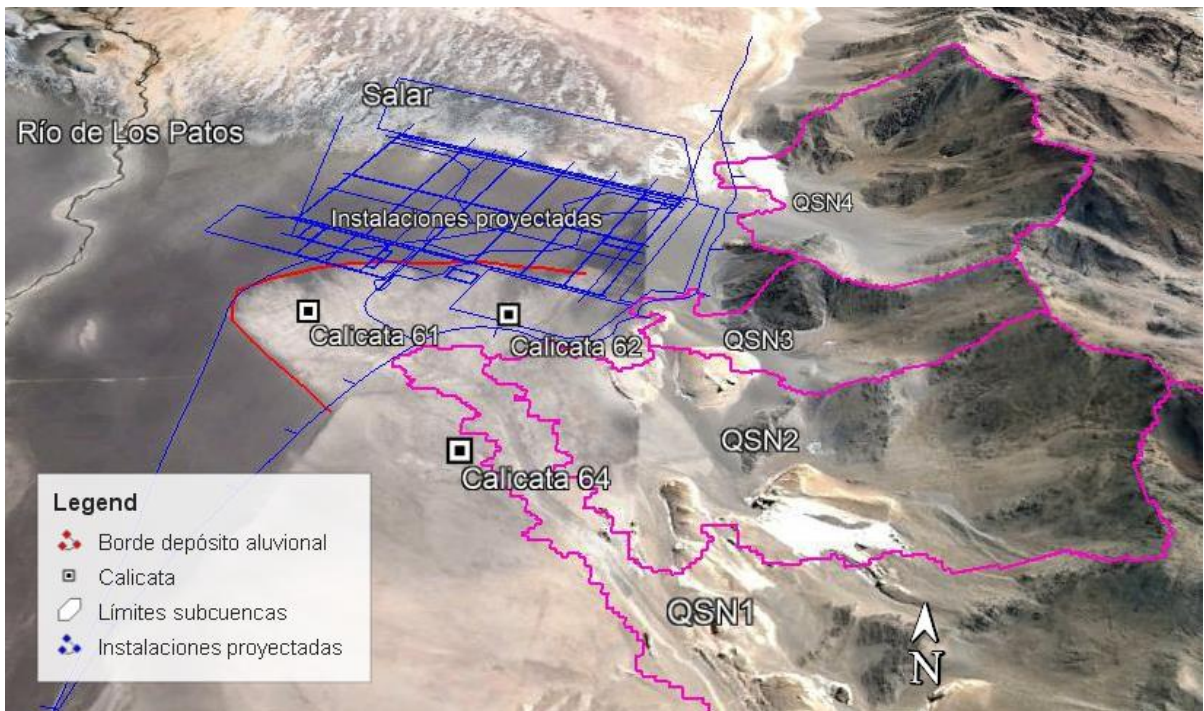 Salar
Río de Los Patos
Instalaciones proyectadas
QSN4
Calicata 61
Calicata 62
QSN3
QSN2
Calicata 64
QSN1
N
Legend
Borde depósito aluvional
Calicata
Límites subcuencas
Instalaciones proyectadas